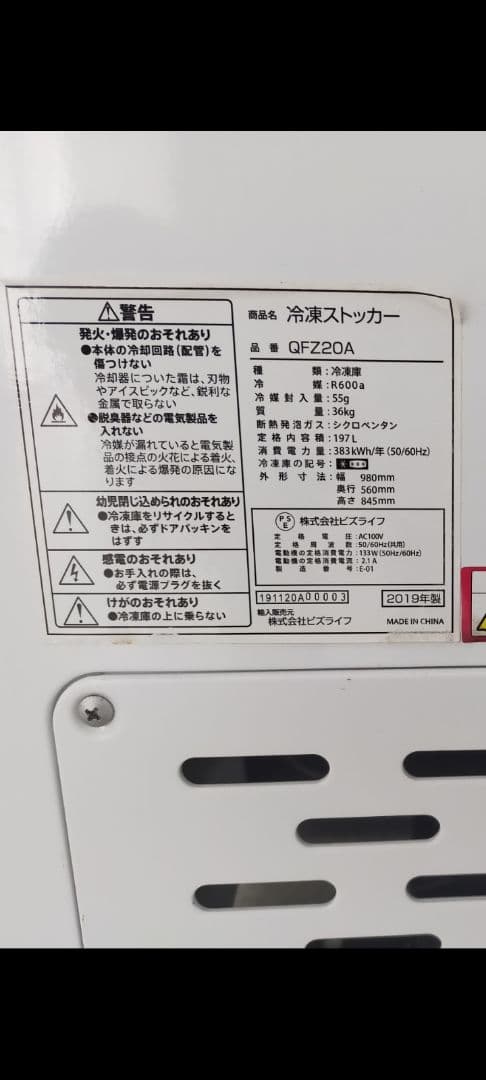 警告
発火・爆発のおそれあり
●本体の冷却回路(配管)を
傷つけない
冷却器についた霜は、刃物
やアイスピックなど、鋭利な
金属で取らない
●脱臭器などの電気製品を
入れない
冷媒が漏れていると電気製
品の接点の火花による着火、
着火による爆発の原因にな
ります
幼児閉じ込められのおそれあり
●冷凍庫をリサイクルすると
きは、必ずドアパッキンを
はずす
感電のおそれあり
●お手入れの際は、
必ず電源プラグを抜く
けがのおそれあり
●冷凍庫の上に乗らない
商品名 冷凍ストッカー
品番 QFZ20A
種類:冷凍庫
冷媒:R600a
冷媒封入量:55g
質量:36kg
断熱発泡ガス:シクロペンタン
定格内容積:197L
消費電力量:383kWh/年(50/60Hz)
冷凍庫の記号:
外形寸法:幅 980mm
奥行 560mm
高さ 845mm
PSE 株式会社ビズライフ
定格電圧:AC100V
定格周波数:50/60Hz(共用)
電動機の定格消費電力:133W(50Hz/60Hz)
電動機の定格消費電流:2.1A
製造番号:E-01
191120A00003
2019年製
輸入販売元
株式会社ビズライフ
MADE IN CHINA